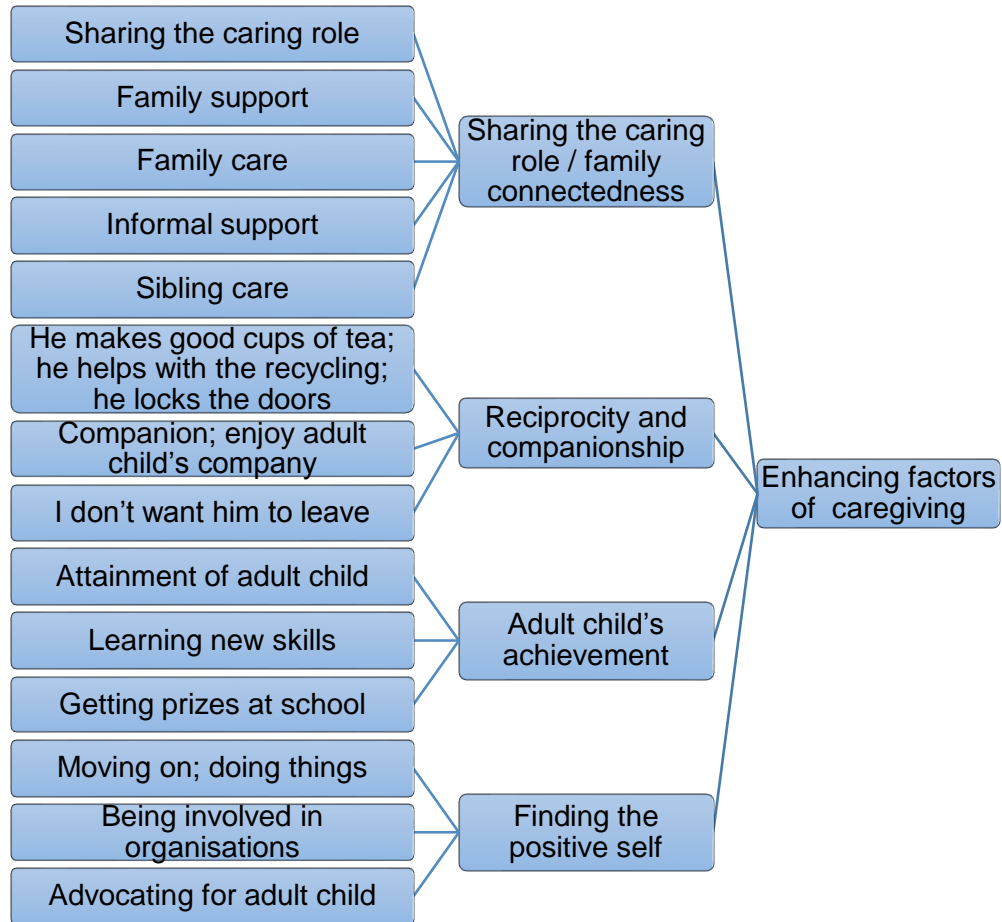 Sharing the caring role
Family support
Family care
Informal support
Sibling care
He makes good cups of tea;
he helps with the recycling;
he locks the doors
Companion; enjoy adult
child’s company
I don’t want him to leave
Attainment of adult child
Learning new skills
Getting prizes at school
Moving on; doing things
Being involved in
organisations
Advocating for adult child
Sharing the caring
role / family
connectedness
Reciprocity and
companionship
Adult child’s
achievement
Finding the
positive self
Enhancing factors
of  caregiving